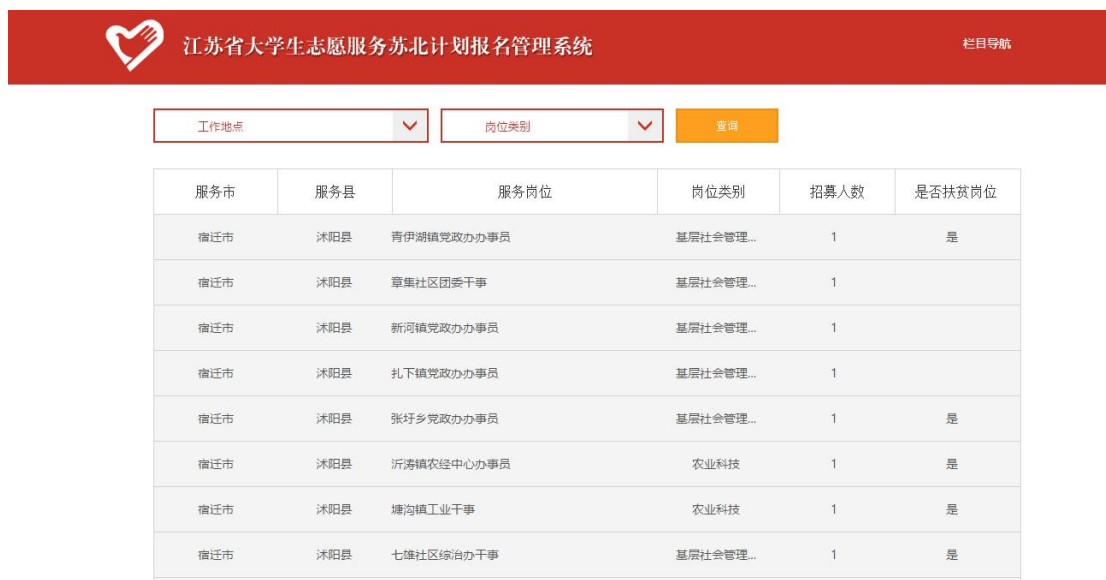 江苏省大学生志愿服务苏北计划报名管理系统 栏目导航
工作地点 岗位类别 查询
服务市 服务县 服务岗位 岗位类别 招募人数 是否扶贫岗位
宿迁市 沭阳县 青伊湖镇党政办办事员 基层社会管理... 1 是
宿迁市 沭阳县 章集社区团委干事 基层社会管理... 1
宿迁市 沭阳县 新河镇党政办办事员 基层社会管理... 1
宿迁市 沭阳县 扎下镇党政办办事员 基层社会管理... 1
宿迁市 沭阳县 张圩乡党政办办事员 基层社会管理... 1 是
宿迁市 沭阳县 沂涛镇农经中心办事员 农业科技 1 是
宿迁市 沭阳县 塘沟镇工业干事 农业科技 1 是
宿迁市 沭阳县 七雄社区综治办干事 基层社会管理... 1 是